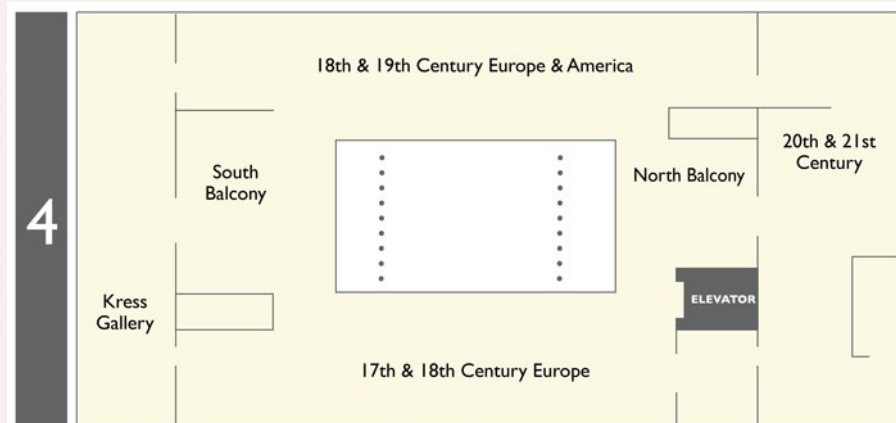 4
18th & 19th Century Europe & America
20th & 21st
Century
South
Balcony
North Balcony
ELEVATOR
Kress
Gallery
17th & 18th Century Europe